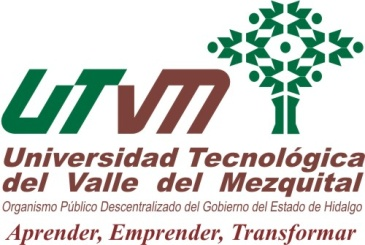 UTVM
Universidad Tecnológica
del Valle del Mezquital
Organismo Público Descentralizado del Gobierno del Estado de Hidalgo
Aprender, Emprender, Transformar